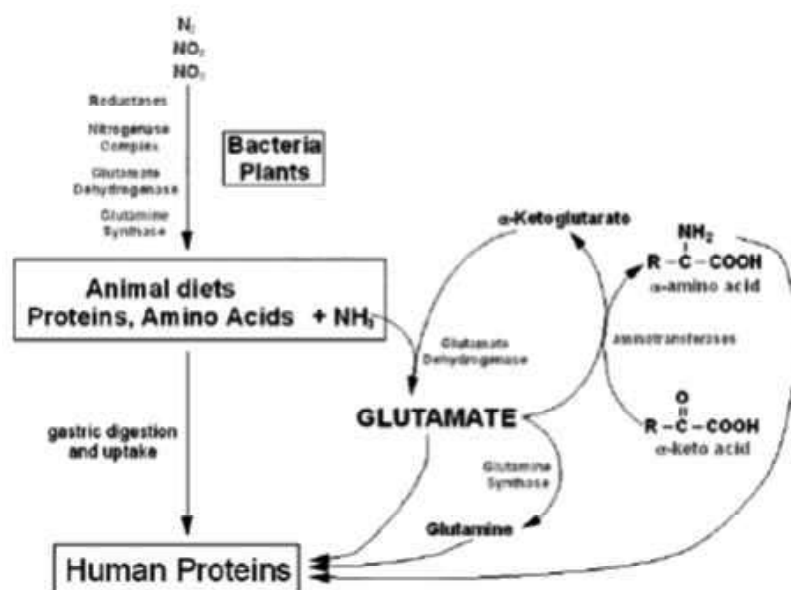 N₂
NO₂
NO₃
Reductases
Nitrogenase
Complex
Glutamate
Dehydrogenase
Glutamine
Synthase
Bacteria
Plants
Animal diets
Proteins, Amino Acids + NH₃
gastric digestion
and uptake
Human Proteins
α-Ketoglutarate
Glutamate
Dehydrogenase
GLUTAMATE
Glutamine
Synthase
Glutamine
NH₂
R-C-COOH
α-amino acid
aminotransferases
O
R-C-COOH
α-keto acid